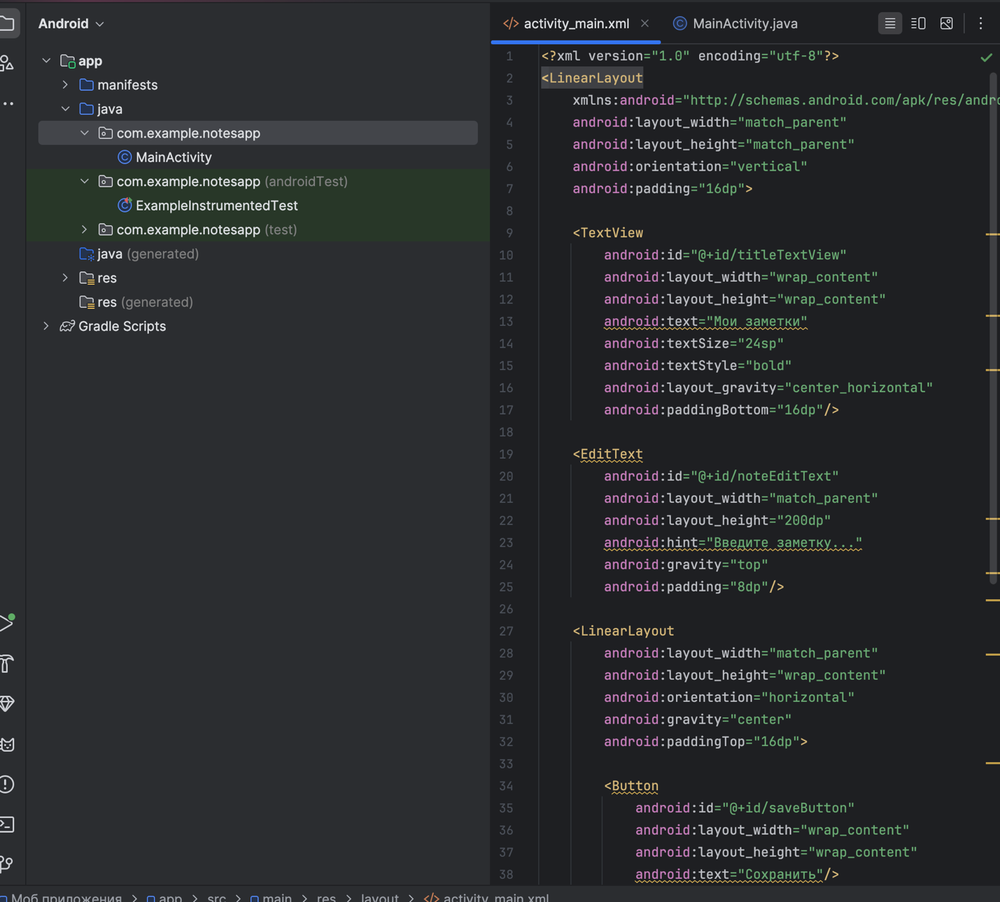 Android
app
manifests
java
com.example.notesapp
MainActivity
com.example.notesapp (androidTest)
ExampleInstrumentedTest
com.example.notesapp (test)
java (generated)
res
res (generated)
Gradle Scripts
activity_main.xml
MainActivity.java
1 <?xml version="1.0" encoding="utf-8"?>
2 <LinearLayout
3 xmlns:android="http://schemas.android.com/apk/res/andro
4 android:layout_width="match_parent"
5 android:layout_height="match_parent"
6 android:orientation="vertical"
7 android:padding="16dp">
8
9 <TextView
10 android:id="@+id/titleTextView"
11 android:layout_width="wrap_content"
12 android:layout_height="wrap_content"
13 android:text="Мои заметки"
14 android:textSize="24sp"
15 android:textStyle="bold"
16 android:layout_gravity="center_horizontal"
17 android:paddingBottom="16dp"/>
18
19 <EditText
20 android:id="@+id/noteEditText"
21 android:layout_width="match_parent"
22 android:layout_height="200dp"
23 android:hint="Введите заметку..."
24 android:gravity="top"
25 android:padding="8dp"/>
26
27 <LinearLayout
28 android:layout_width="match_parent"
29 android:layout_height="wrap_content"
30 android:orientation="horizontal"
31 android:gravity="center"
32 android:paddingTop="16dp">
33
34 <Button
35 android:id="@+id/saveButton"
36 android:layout_width="wrap_content"
37 android:layout_height="wrap_content"
38 android:text="Сохранить"/>
Моб приложения > app > src > main > res > layout > activity_main.xml